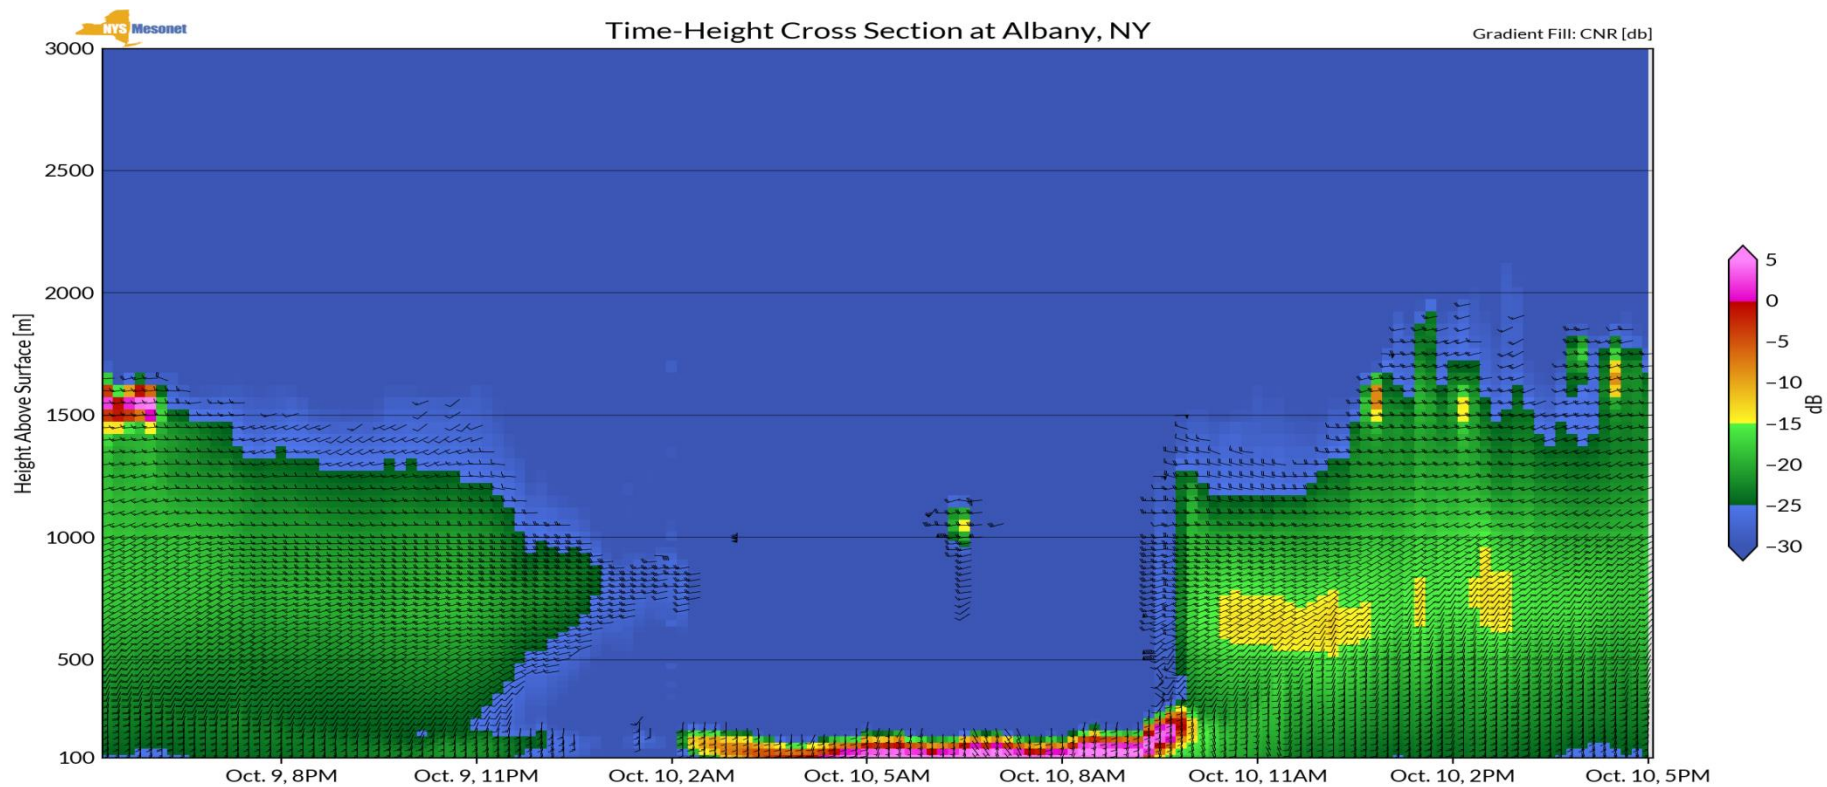 NYS Mesonet
Time-Height Cross Section at Albany, NY
Gradient Fill: CNR [db]
Height Above Surface [m]
3000
2500
2000
1500
1000
500
100
Oct. 9, 8PM
Oct. 9, 11PM
Oct. 10, 2AM
Oct. 10, 5AM
Oct. 10, 8AM
Oct. 10, 11AM
Oct. 10, 2PM
Oct. 10, 5PM
5
0
−5
−10
−15
−20
−25
−30
dB